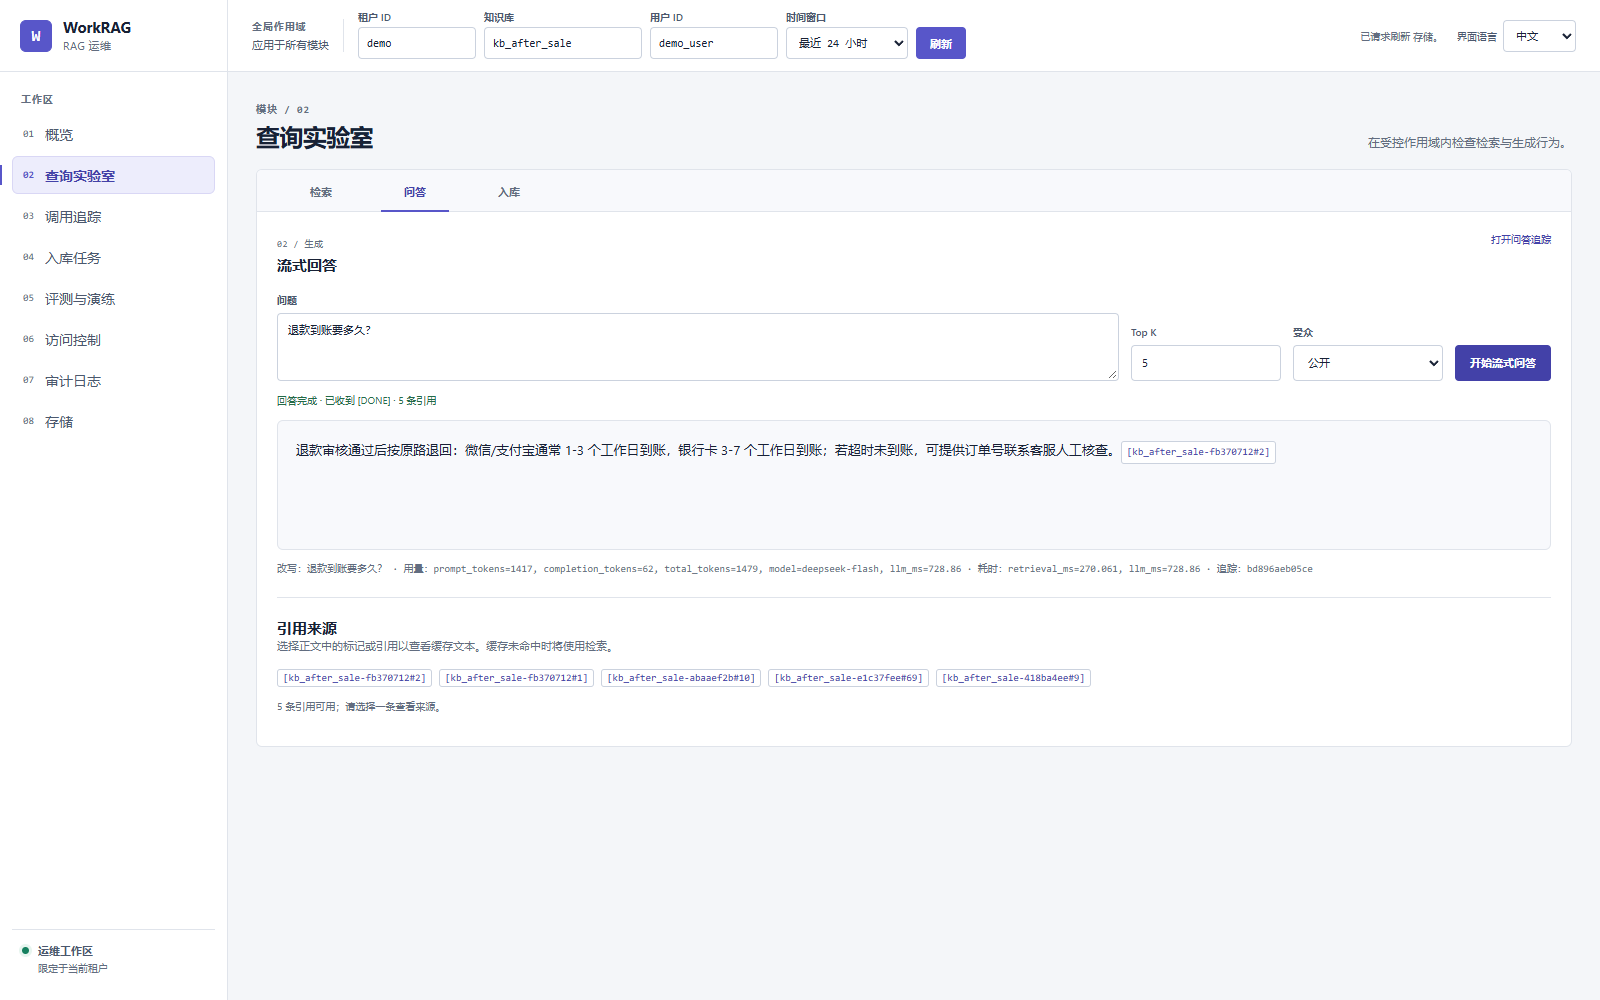 W
WorkRAG
RAG 运维
全局作用域
应用于所有模块
租户 ID
demo
知识库
kb_after_sale
用户 ID
demo_user
时间窗口
最近 24 小时
刷新
已请求刷新 存储。
界面语言
中文
工作区
01 概览
02 查询实验室
03 调用追踪
04 入库任务
05 评测与演练
06 访问控制
07 审计日志
08 存储
运维工作区
限定于当前租户
模块 / 02
查询实验室
在受控作用域内检查检索与生成行为。
检索
问答
入库
02 / 生成
流式回答
打开问答追踪
问题
退款到账要多久？
Top K
5
受众
公开
开始流式问答
回答完成 · 已收到 [DONE] · 5 条引用
退款审核通过后按原路退回：微信/支付宝通常 1-3 个工作日到账，银行卡 3-7 个工作日到账；若超时未到账，可提供订单号联系客服人工核查。 [kb_after_sale-fb370712#2]
改写：退款到账要多久？ · 用量：prompt_tokens=1417, completion_tokens=62, total_tokens=1479, model=deepseek-flash, llm_ms=728.86 · 耗时：retrieval_ms=270.061, llm_ms=728.86 · 追踪：bd896aeb05ce
引用来源
选择正文中的标记或引用以查看缓存文本。缓存未命中时将使用检索。
[kb_after_sale-fb370712#2] [kb_after_sale-fb370712#1] [kb_after_sale-abaaef2b#10] [kb_after_sale-e1c37fee#69] [kb_after_sale-418ba4ee#9]
5 条引用可用；请选择一条查看来源。